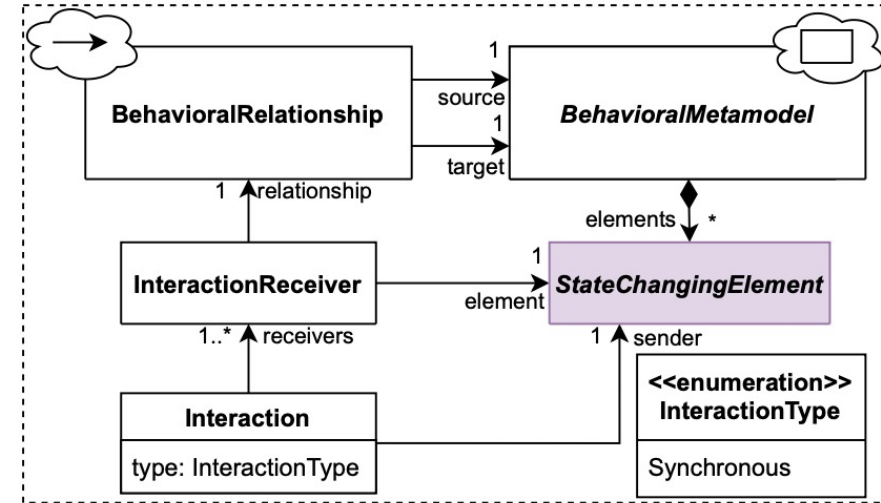 1
BehavioralRelationship
source
BehavioralMetamodel
1
target
1
relationship
elements
*
1
InteractionReceiver
element
StateChangingElement
1..*
receivers
1
sender
<<enumeration>>
InteractionType
Interaction
type: InteractionType
Synchronous